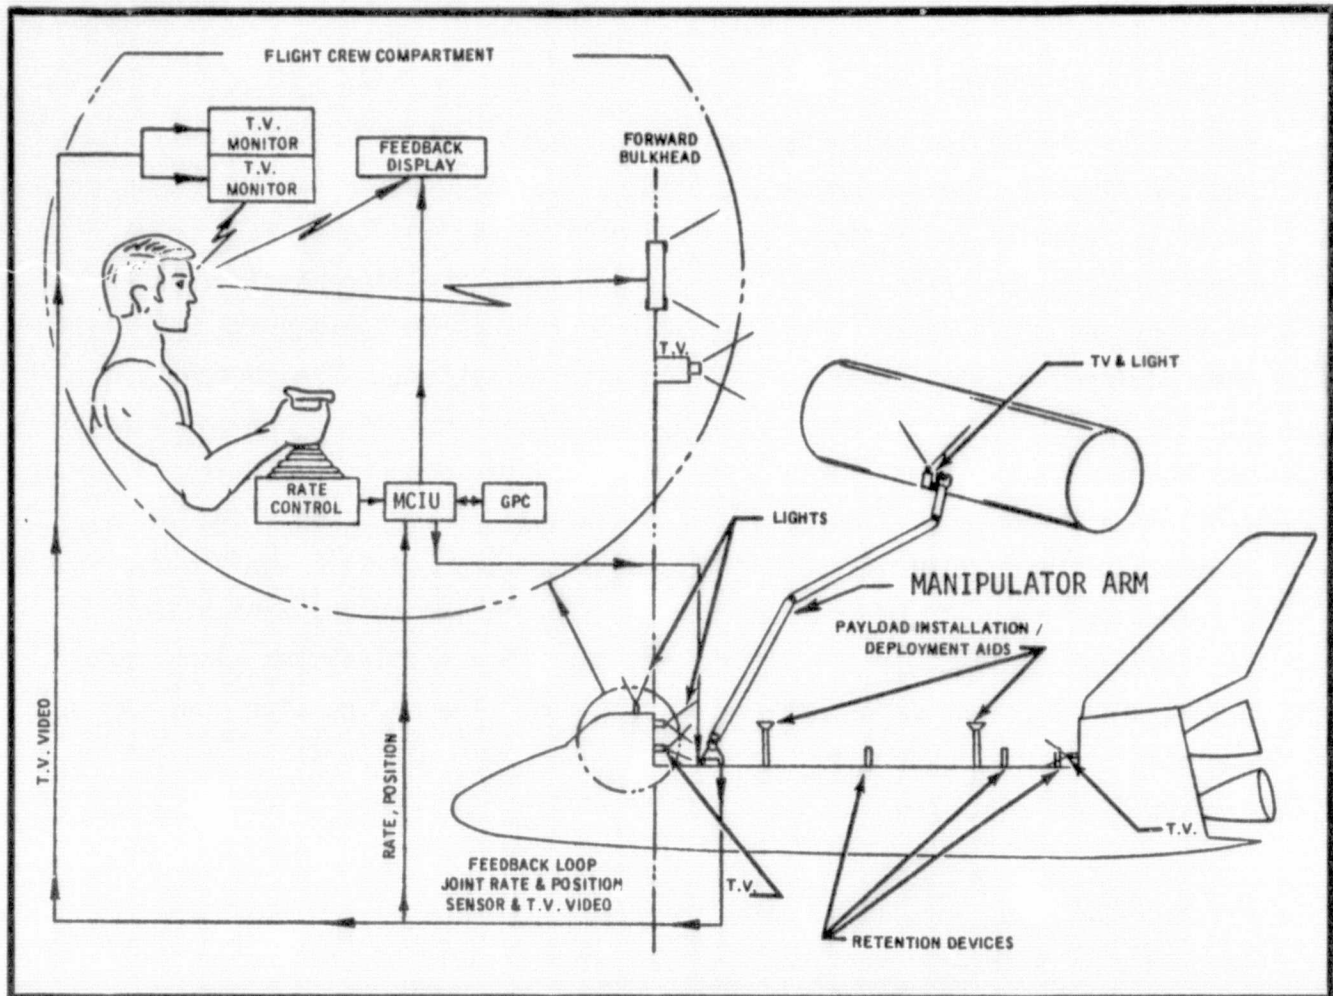 FLIGHT CREW COMPARTMENT
T.V.
MONITOR
T.V.
MONITOR
FEEDBACK
DISPLAY
FORWARD
BULKHEAD
T.V.
TV & LIGHT
RATE
CONTROL
MCIU
GPC
LIGHTS
MANIPULATOR ARM
PAYLOAD INSTALLATION /
DEPLOYMENT AIDS
T.V. VIDEO
RATE, POSITION
T.V.
FEEDBACK LOOP
JOINT RATE & POSITION
SENSOR & T.V. VIDEO
T.V.
RETENTION DEVICES